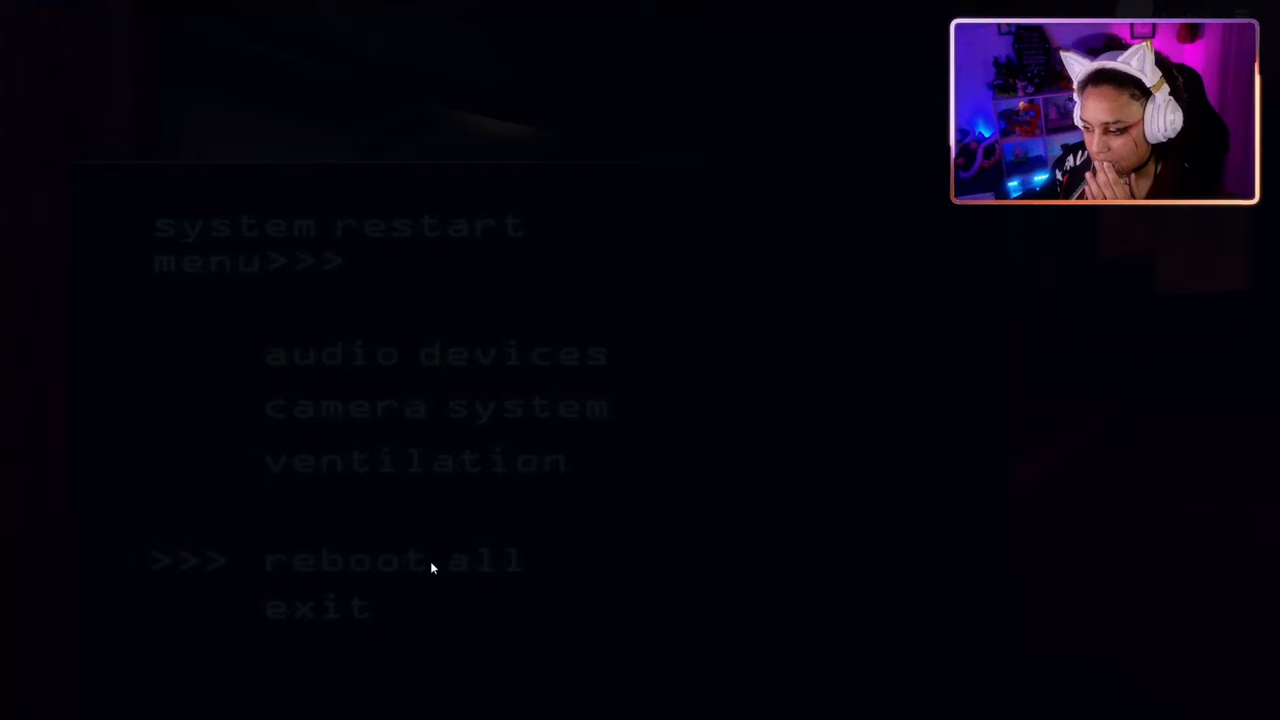 system restart
menu>>>
audio devices
camera system
ventilation
>>> reboot all
exit